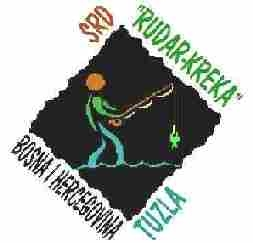 SRD
"RUDAR-KREKA"
BOSNA I HERCEGOVINA
TUZLA